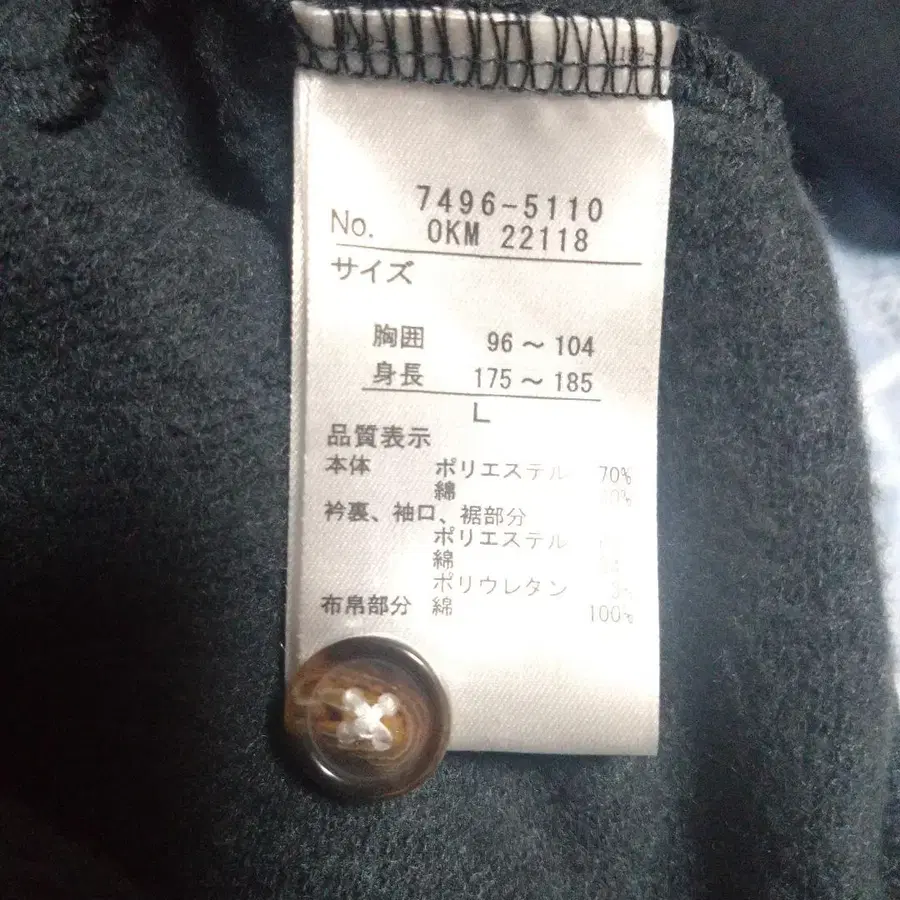 7496-5110
No. OKM 22118
サイズ
胸囲 96～104
身長 175～185
L
品質表示
本体 ポリエステル 70%
綿
衿裏、袖口、裾部分
ポリエステル
綿
ポリウレタン
布帛部分 綿 100%